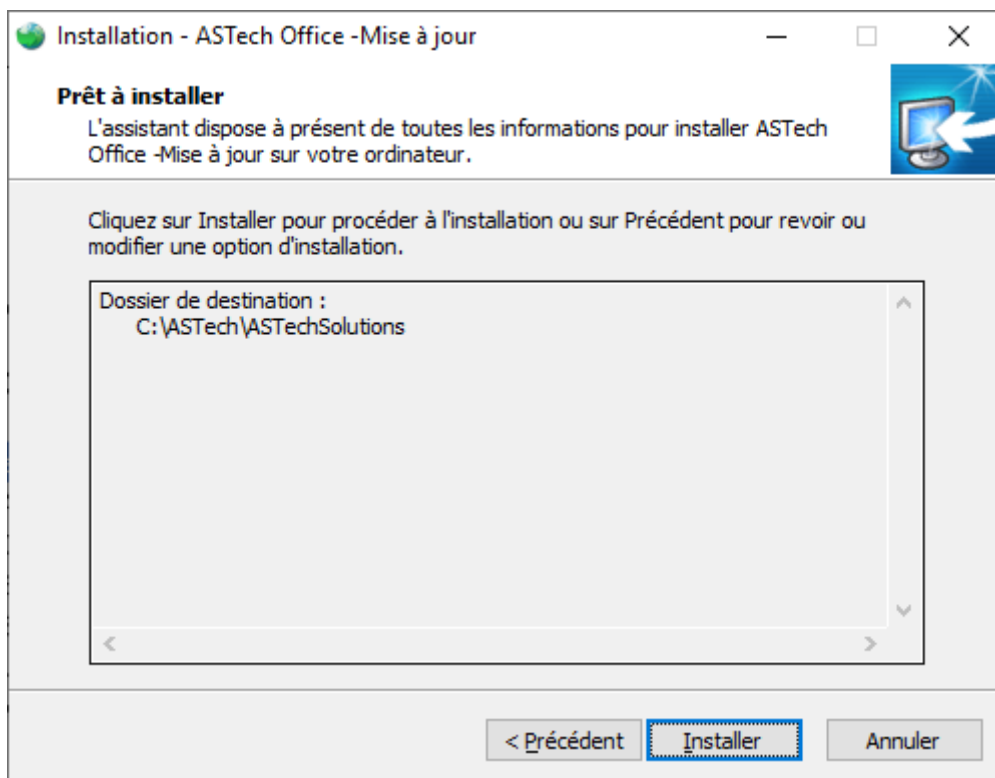 Installation - ASTech Office -Mise à jour
Prêt à installer
L'assistant dispose à présent de toutes les informations pour installer ASTech
Office -Mise à jour sur votre ordinateur.
Cliquez sur Installer pour procéder à l'installation ou sur Précédent pour revoir ou
modifier une option d'installation.
Dossier de destination :
C:\ASTech\ASTechSolutions
< Précédent
Installer
Annuler